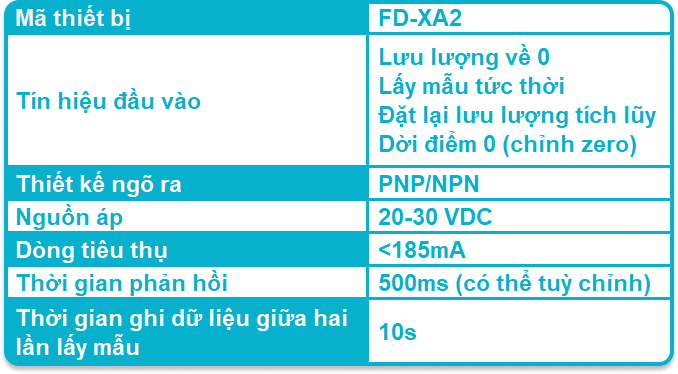 Mã thiết bị
FD-XA2
Tín hiệu đầu vào
Lưu lượng về 0
Lấy mẫu tức thời
Đặt lại lưu lượng tích lũy
Dời điểm 0 (chỉnh zero)
Thiết kế ngõ ra
PNP/NPN
Nguồn áp
20-30 VDC
Dòng tiêu thụ
<185mA
Thời gian phản hồi
500ms (có thể tuỳ chỉnh)
Thời gian ghi dữ liệu giữa hai
lần lấy mẫu
10s